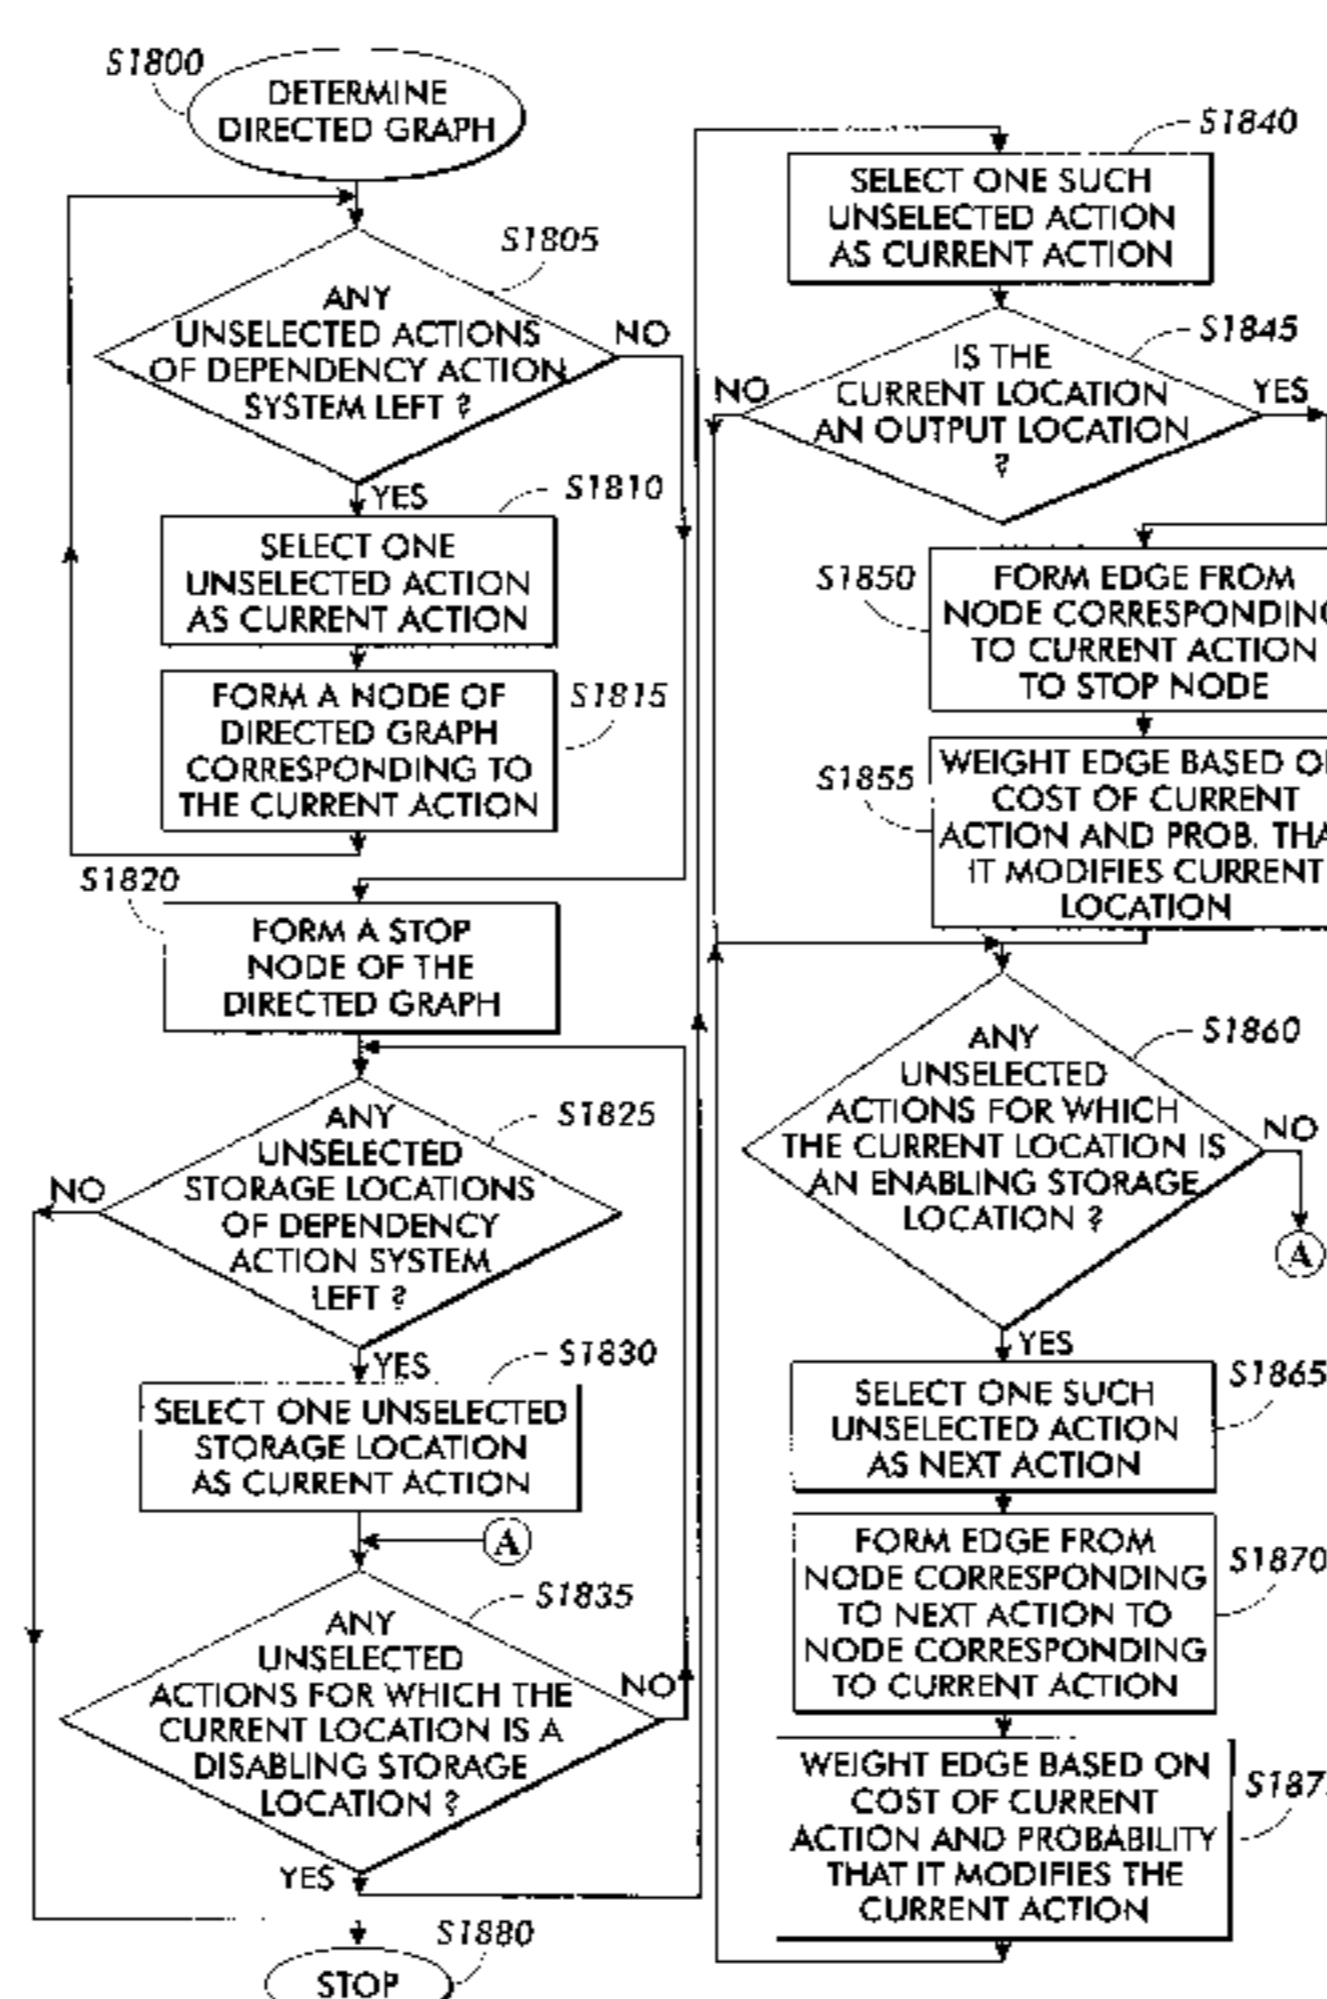 S1800
DETERMINE
DIRECTED GRAPH
S1805
ANY
UNSELECTED ACTIONS
OF DEPENDENCY ACTION
SYSTEM LEFT ?
NO
YES
S1810
SELECT ONE
UNSELECTED ACTION
AS CURRENT ACTION
FORM A NODE OF
DIRECTED GRAPH
CORRESPONDING TO
THE CURRENT ACTION
S1815
S1820
FORM A STOP
NODE OF THE
DIRECTED GRAPH
S1825
ANY
UNSELECTED
STORAGE LOCATIONS
OF DEPENDENCY
ACTION SYSTEM
LEFT ?
NO
YES
S1830
SELECT ONE UNSELECTED
STORAGE LOCATION
AS CURRENT ACTION
A
S1835
ANY
UNSELECTED
ACTIONS FOR WHICH THE
CURRENT LOCATION IS A
DISABLING STORAGE
LOCATION ?
NO
YES
S1880
STOP
S1840
SELECT ONE SUCH
UNSELECTED ACTION
AS CURRENT ACTION
S1845
IS THE
CURRENT LOCATION
AN OUTPUT LOCATION
?
NO
YES
S1850
FORM EDGE FROM
NODE CORRESPONDING
TO CURRENT ACTION
TO STOP NODE
S1855
WEIGHT EDGE BASED O
COST OF CURRENT
ACTION AND PROB. THA
IT MODIFIES CURRENT
LOCATION
S1860
ANY
UNSELECTED
ACTIONS FOR WHICH
THE CURRENT LOCATION IS
AN ENABLING STORAGE
LOCATION ?
NO
A
YES
S1865
SELECT ONE SUCH
UNSELECTED ACTION
AS NEXT ACTION
FORM EDGE FROM
NODE CORRESPONDING
TO NEXT ACTION TO
NODE CORRESPONDING
TO CURRENT ACTION
S1870
WEIGHT EDGE BASED ON
COST OF CURRENT
ACTION AND PROBABILITY
THAT IT MODIFIES THE
CURRENT ACTION
S187